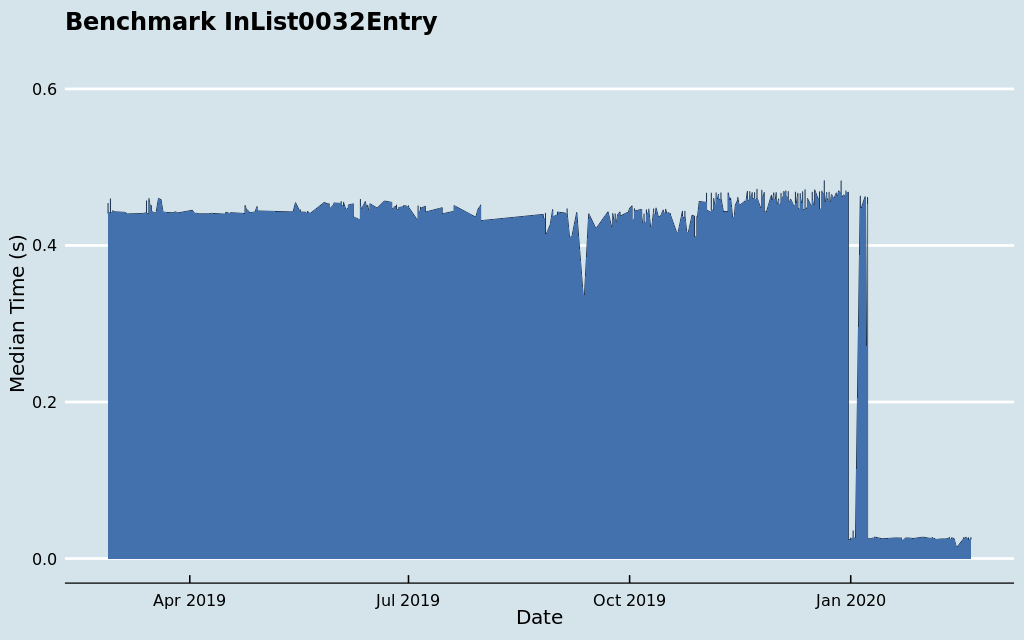 Benchmark InList0032Entry
0.6
0.4
0.2
0.0
Median Time (s)
Apr 2019
Jul 2019
Oct 2019
Jan 2020
Date